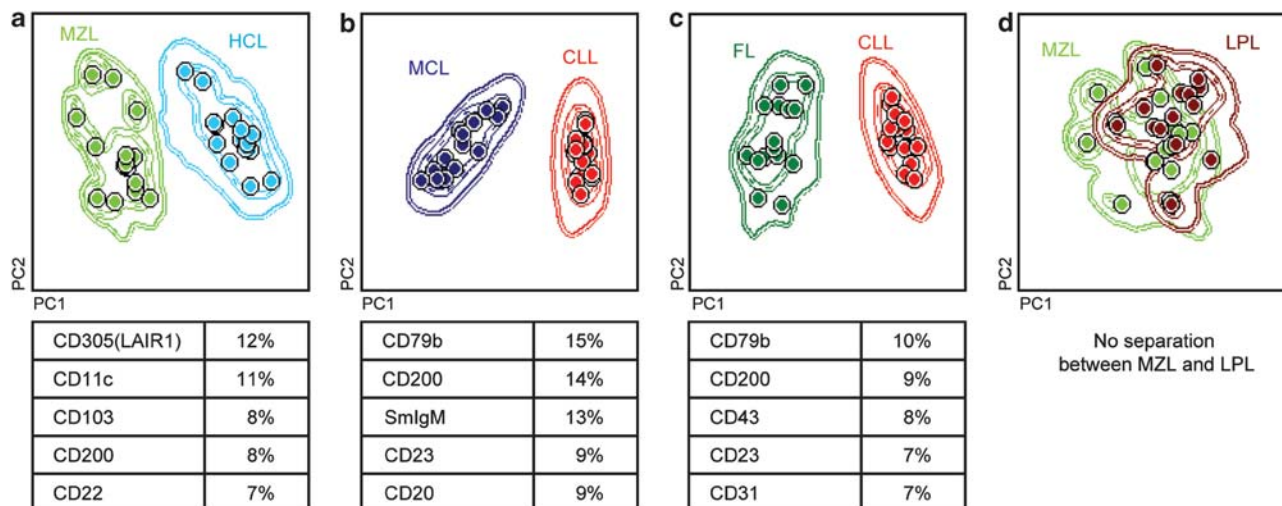 a
MZL
HCL
PC2
PC1
CD305(LAIR1) 12%
CD11c 11%
CD103 8%
CD200 8%
CD22 7%
b
MCL
CLL
PC2
PC1
CD79b 15%
CD200 14%
SmIgM 13%
CD23 9%
CD20 9%
c
FL
CLL
PC2
PC1
CD79b 10%
CD200 9%
CD43 8%
CD23 7%
CD31 7%
d
MZL
LPL
PC2
PC1
No separation
between MZL and LPL